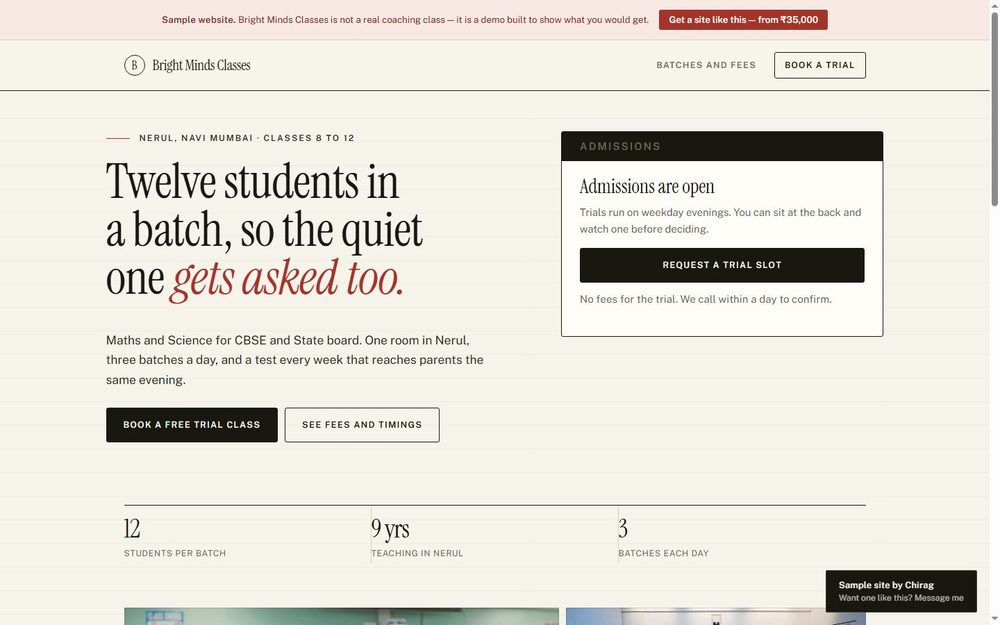 Sample website. Bright Minds Classes is not a real coaching class — it is a demo built to show what you would get.
Get a site like this — from ₹35,000
B
Bright Minds Classes
BATCHES AND FEES
BOOK A TRIAL
NERUL, NAVI MUMBAI · CLASSES 8 TO 12
Twelve students in
a batch, so the quiet
one gets asked too.
Maths and Science for CBSE and State board. One room in Nerul,
three batches a day, and a test every week that reaches parents the
same evening.
BOOK A FREE TRIAL CLASS
SEE FEES AND TIMINGS
ADMISSIONS
Admissions are open
Trials run on weekday evenings. You can sit at the back and
watch one before deciding.
REQUEST A TRIAL SLOT
No fees for the trial. We call within a day to confirm.
12
STUDENTS PER BATCH
9 yrs
TEACHING IN NERUL
3
BATCHES EACH DAY
Sample site by Chirag
Want one like this? Message me